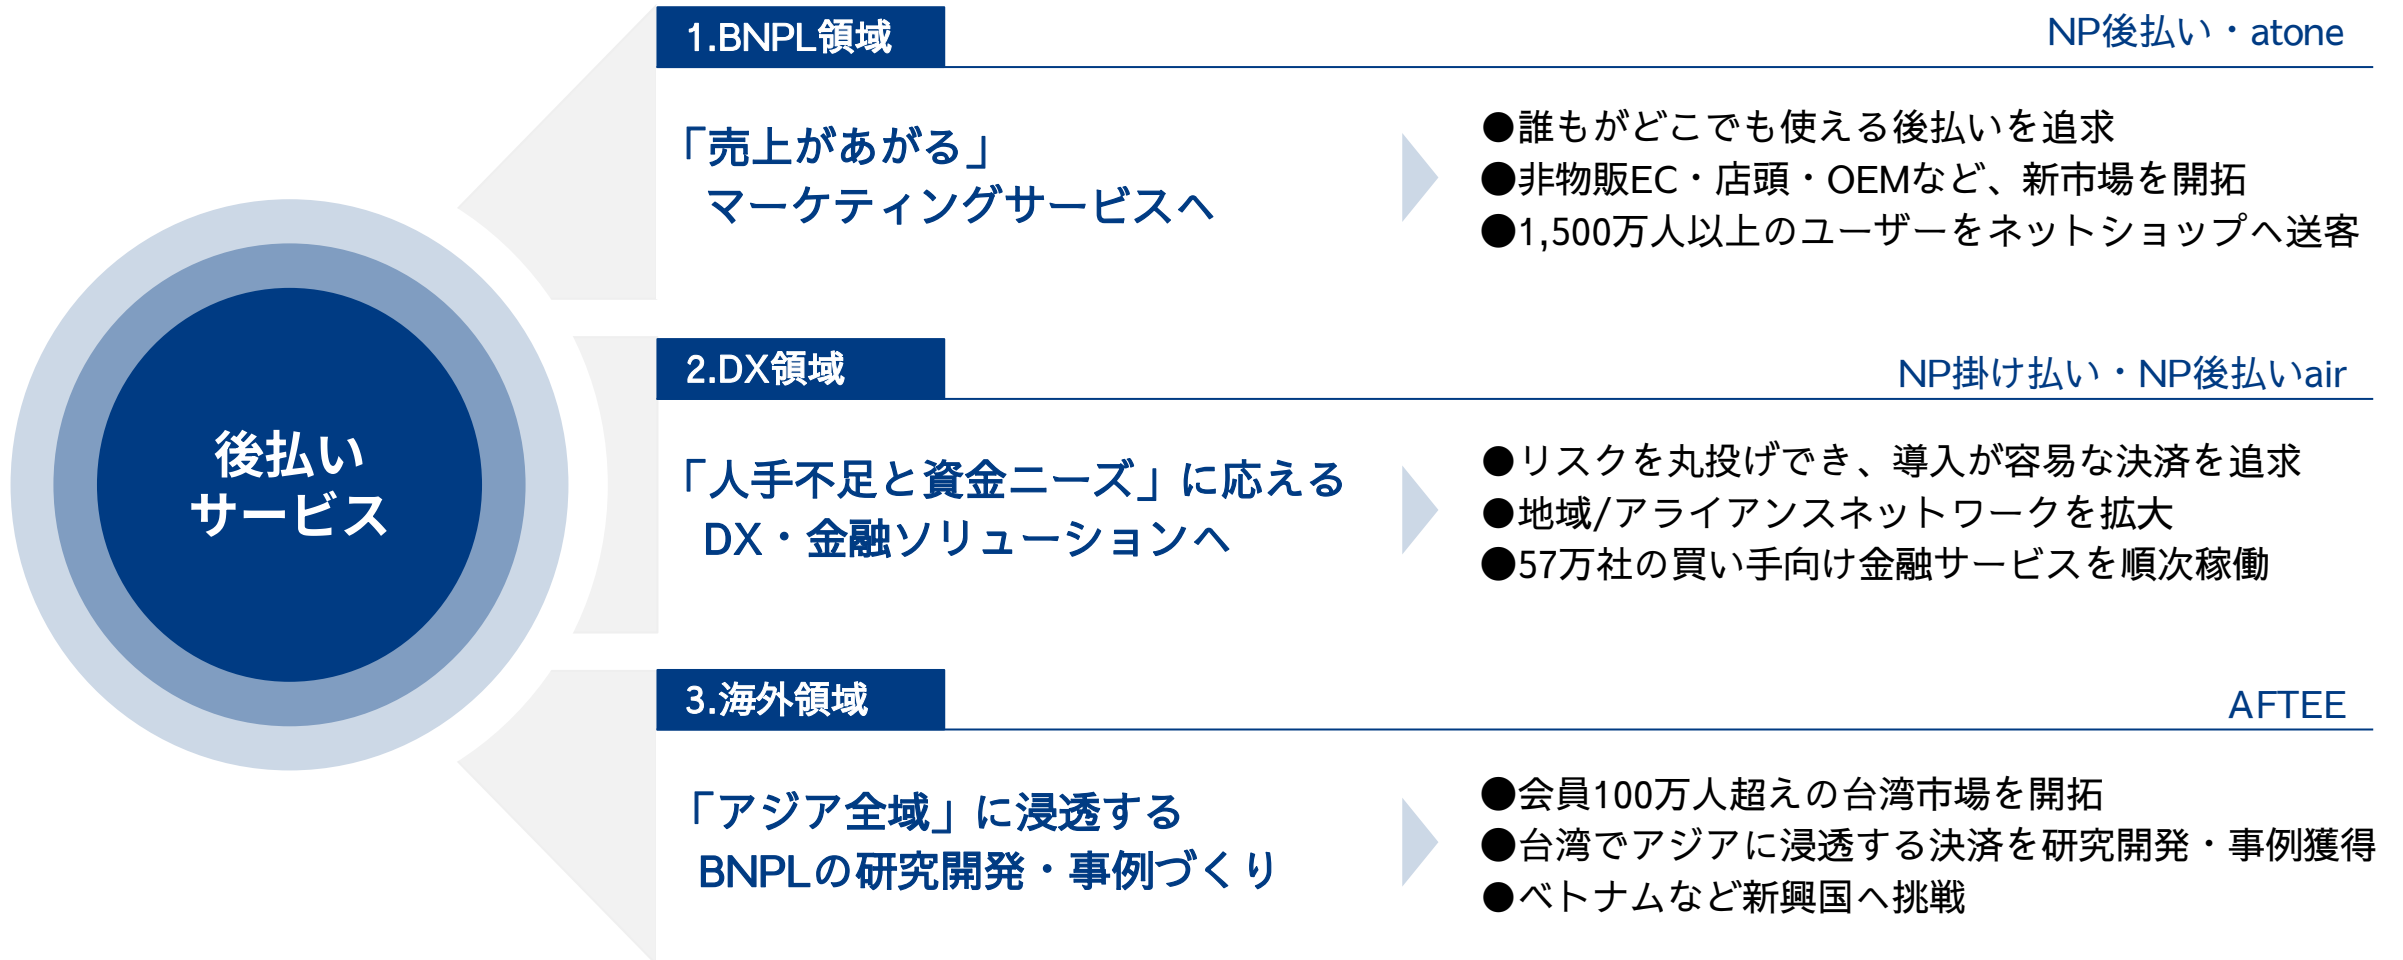 後払い
サービス
1.BNPL領域
NP後払い・atone
「売上があがる」
マーケティングサービスへ
●誰もがどこでも使える後払いを追求
●非物販EC・店頭・OEMなど、新市場を開拓
●1,500万人以上のユーザーをネットショップへ送客
2.DX領域
NP掛け払い・NP後払いair
「人手不足と資金ニーズ」に応える
DX・金融ソリューションへ
●リスクを丸投げでき、導入が容易な決済を追求
●地域/アライアンスネットワークを拡大
●57万社の買い手向け金融サービスを順次稼働
3.海外領域
AFTEE
「アジア全域」に浸透する
BNPLの研究開発・事例づくり
●会員100万人超えの台湾市場を開拓
●台湾でアジアに浸透する決済を研究開発・事例獲得
●ベトナムなど新興国へ挑戦